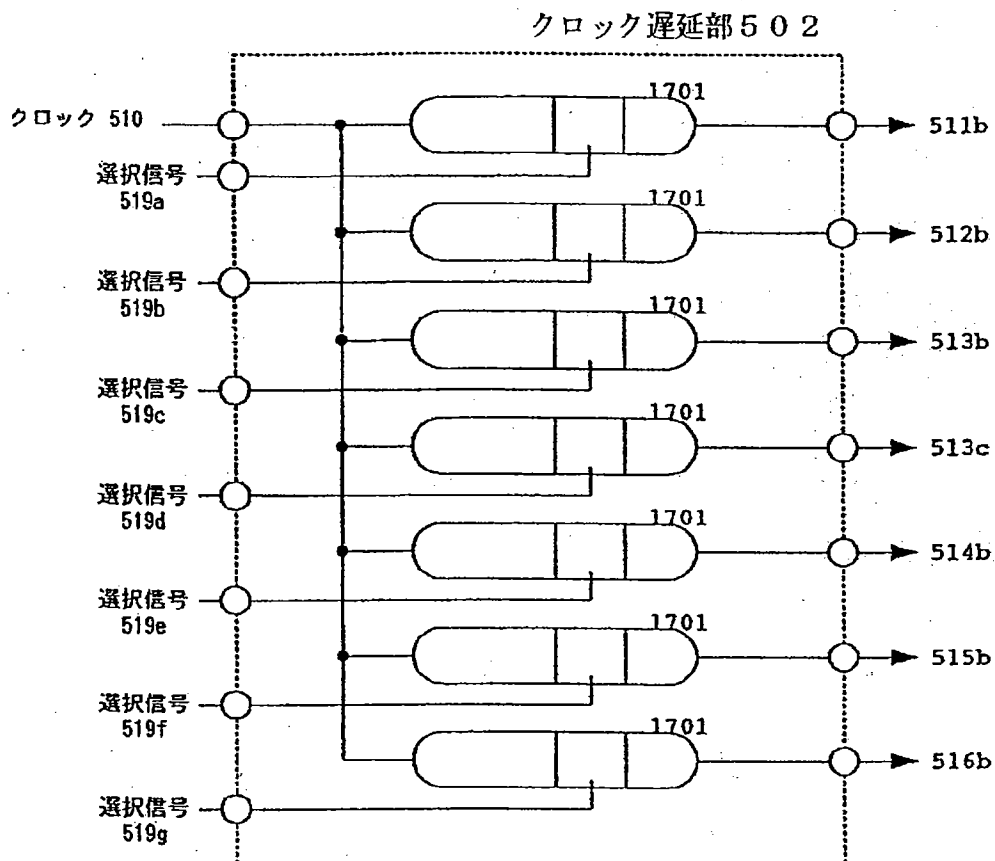 クロック遅延部５０２
1701
クロック 510
511b
選択信号
519a
1701
512b
選択信号
519b
1701
513b
選択信号
519c
1701
513c
選択信号
519d
1701
514b
選択信号
519e
1701
515b
選択信号
519f
1701
516b
選択信号
519g